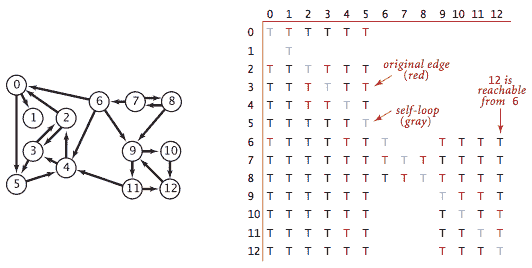 0
6 7 8
1 2
3 9 10
4
5 11 12
0 1 2 3 4 5 6 7 8 9 10 11 12
0 T T T T T T
1 T
2 T T T T T T
3 T T T T T T
4 T T T T T T
5 T T T T T T
6 T T T T T T T T T T T
7 T T T T T T T T T T T T T
8 T T T T T T T T T T T T T
9 T T T T T T T T T T
10 T T T T T T T T T T
11 T T T T T T T T T T
12 T T T T T T T T T T
original edge
(red)
self-loop
(gray)
12 is
reachable
from 6